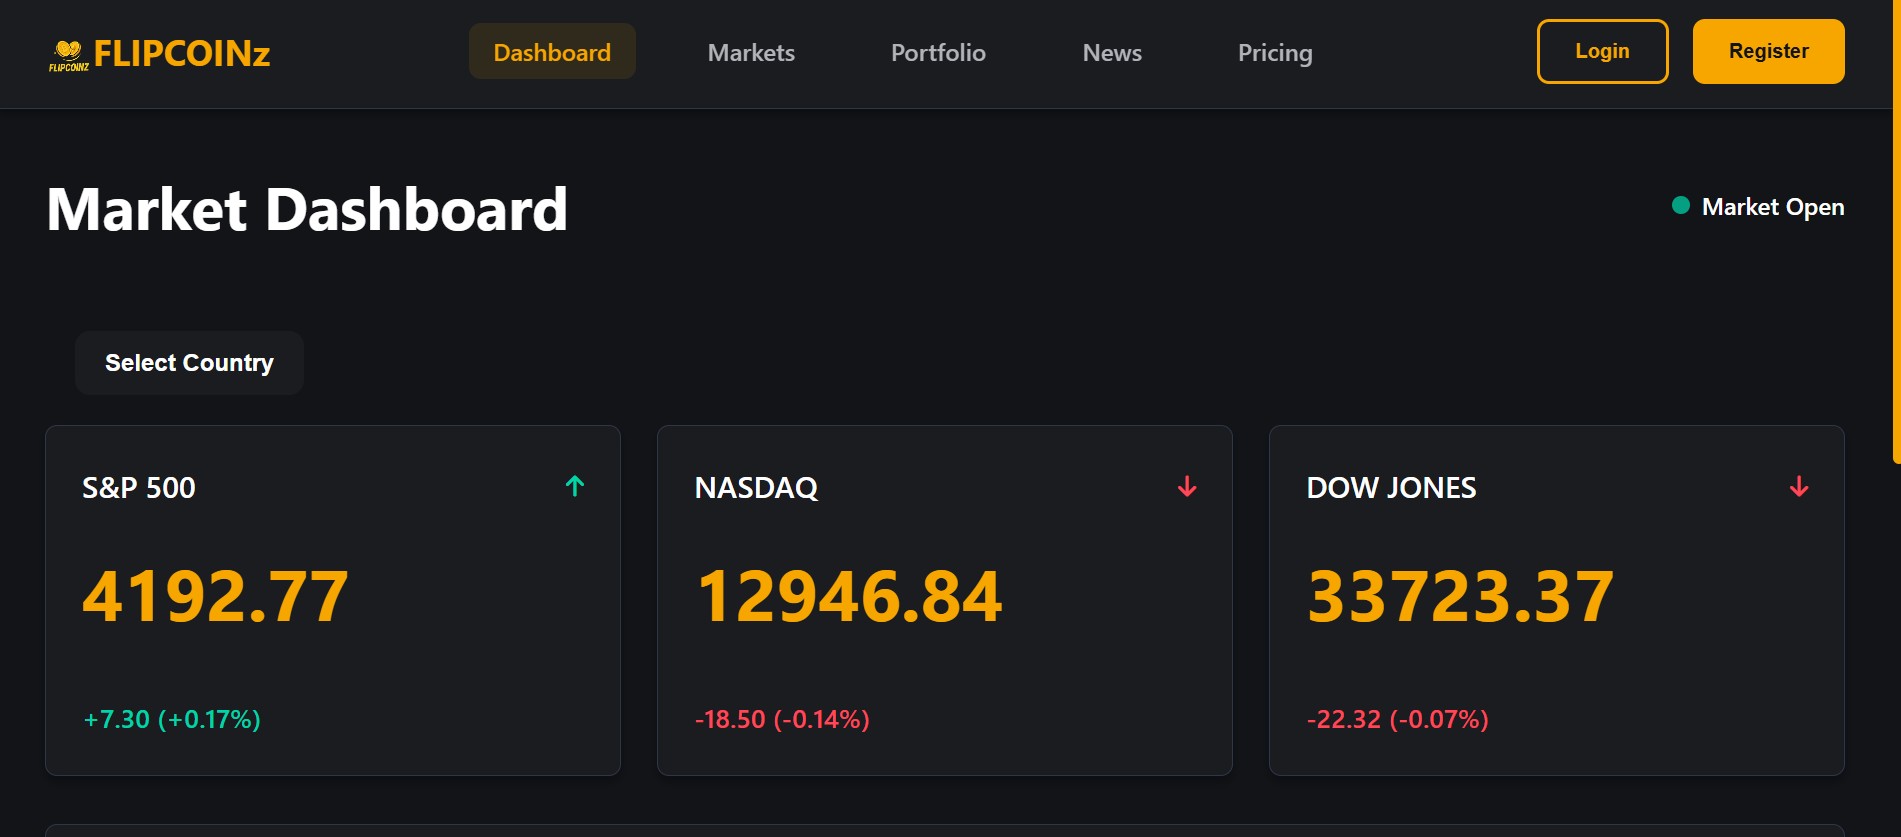 FLIPCOINZ
FLIPCOINz
Dashboard
Markets
Portfolio
News
Pricing
Login
Register
Market Dashboard
Market Open
Select Country
S&P 500
4192.77
+7.30 (+0.17%)
NASDAQ
12946.84
-18.50 (-0.14%)
DOW JONES
33723.37
-22.32 (-0.07%)